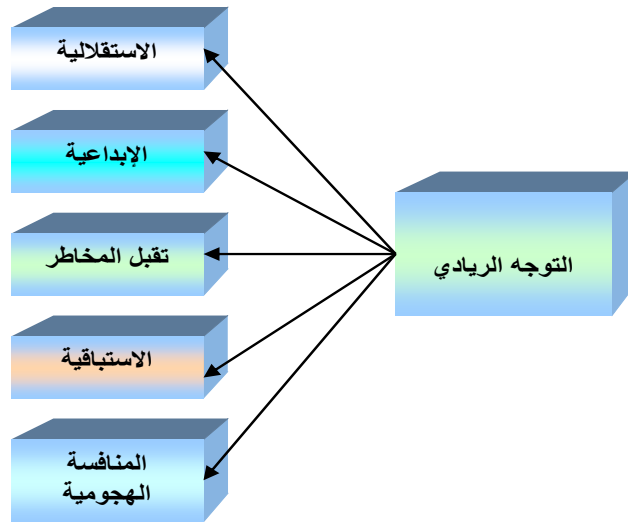 الاستقلالية
الإبداعية
تقبل المخاطر
التوجه الريادي
الاستباقية
المنافسة
الهجومية